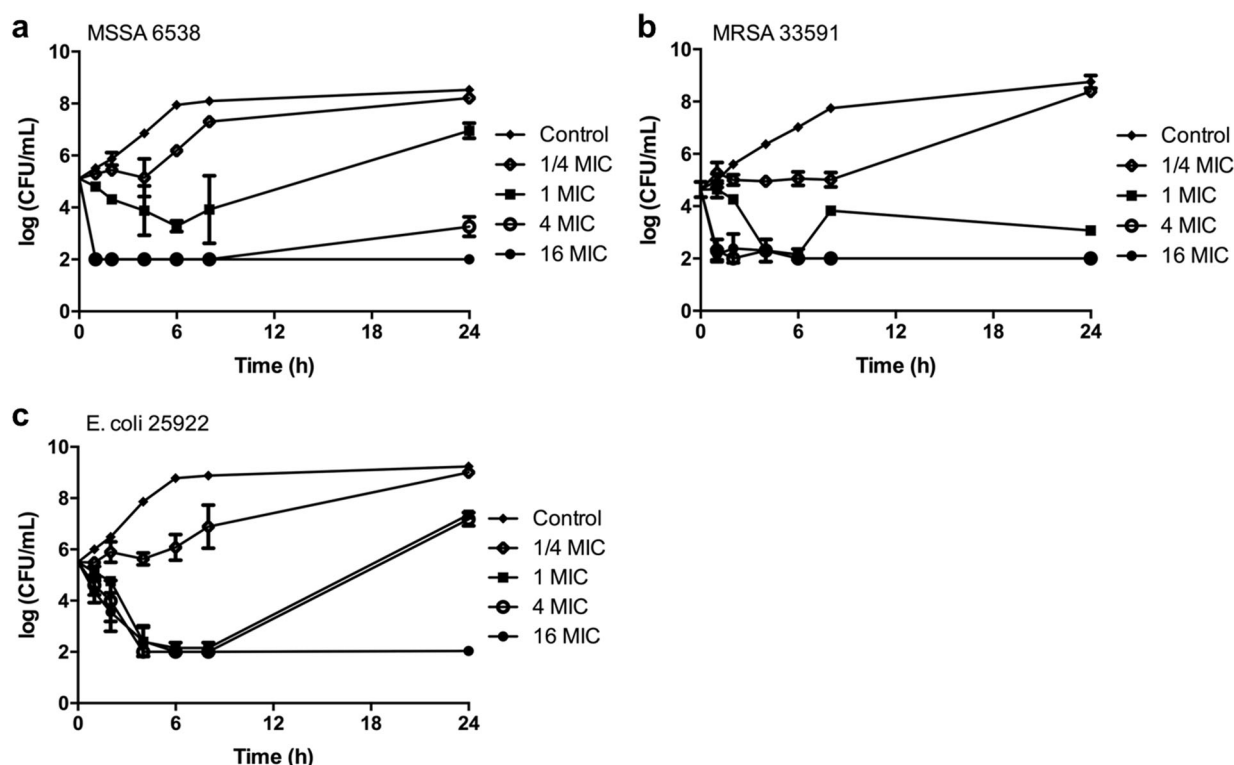 a
MSSA 6538
10
8
6
4
2
0
log (CFU/mL)
0 6 12 18 24
Time (h)
Control
1/4 MIC
1 MIC
4 MIC
16 MIC
b
MRSA 33591
10
8
6
4
2
0
log (CFU/mL)
0 6 12 18 24
Time (h)
Control
1/4 MIC
1 MIC
4 MIC
16 MIC
c
E. coli 25922
10
8
6
4
2
0
log (CFU/mL)
0 6 12 18 24
Time (h)
Control
1/4 MIC
1 MIC
4 MIC
16 MIC